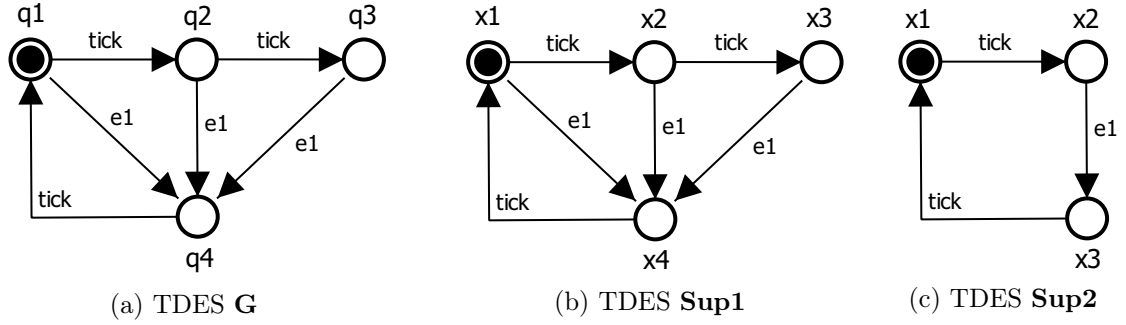 q1 q2 q3
tick tick
e1 e1 e1
tick
q4
(a) TDES G
x1 x2 x3
tick tick
e1 e1 e1
tick
x4
(b) TDES Sup1
x1 x2
tick
e1
tick
x3
(c) TDES Sup2